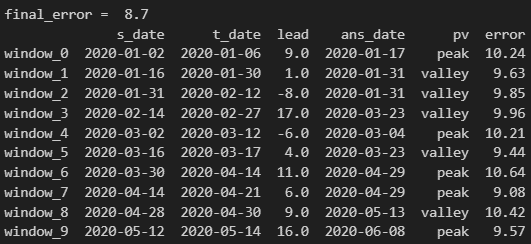 final_error =  8.7
s_date t_date lead ans_date pv error
window_0 2020-01-02 2020-01-06 9.0 2020-01-17 peak 10.24
window_1 2020-01-16 2020-01-30 1.0 2020-01-31 valley 9.63
window_2 2020-01-31 2020-02-12 -8.0 2020-01-31 valley 9.85
window_3 2020-02-14 2020-02-27 17.0 2020-03-23 valley 9.96
window_4 2020-03-02 2020-03-12 -6.0 2020-03-04 peak 10.21
window_5 2020-03-16 2020-03-17 4.0 2020-03-23 valley 9.44
window_6 2020-03-30 2020-04-14 11.0 2020-04-29 peak 10.64
window_7 2020-04-14 2020-04-21 6.0 2020-04-29 peak 9.08
window_8 2020-04-28 2020-04-30 9.0 2020-05-13 valley 10.42
window_9 2020-05-12 2020-05-14 16.0 2020-06-08 peak 9.57